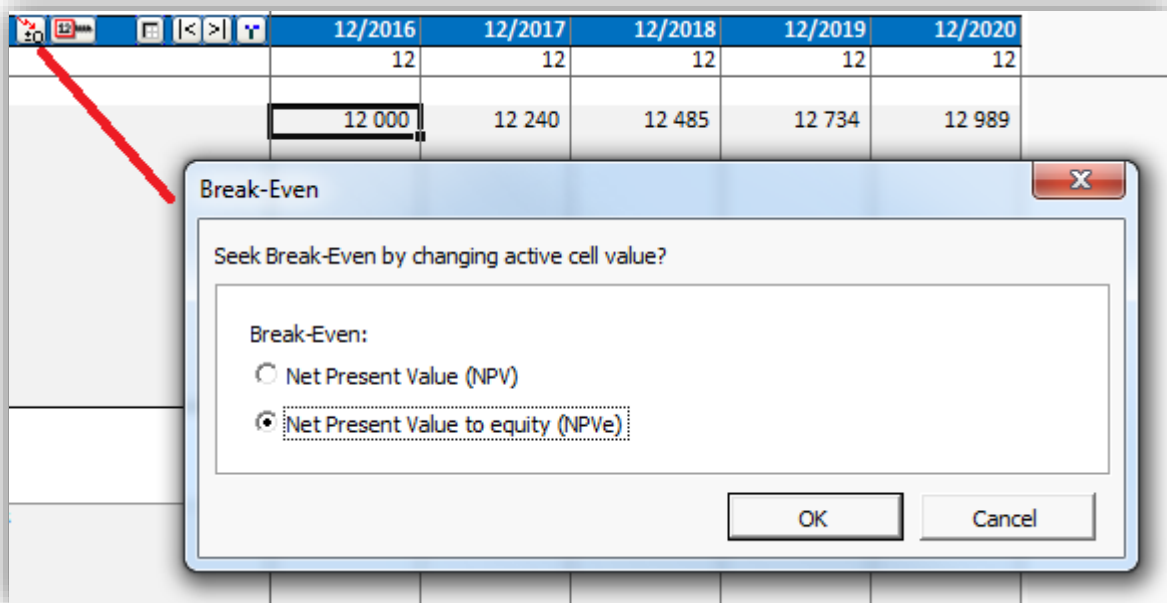 ±0 12 |< >| 12/2016 12/2017 12/2018 12/2019 12/2020
12 12 12 12 12
12 000 12 240 12 485 12 734 12 989
Break-Even
Seek Break-Even by changing active cell value?
Break-Even:
Net Present Value (NPV)
Net Present Value to equity (NPVe)
OK Cancel